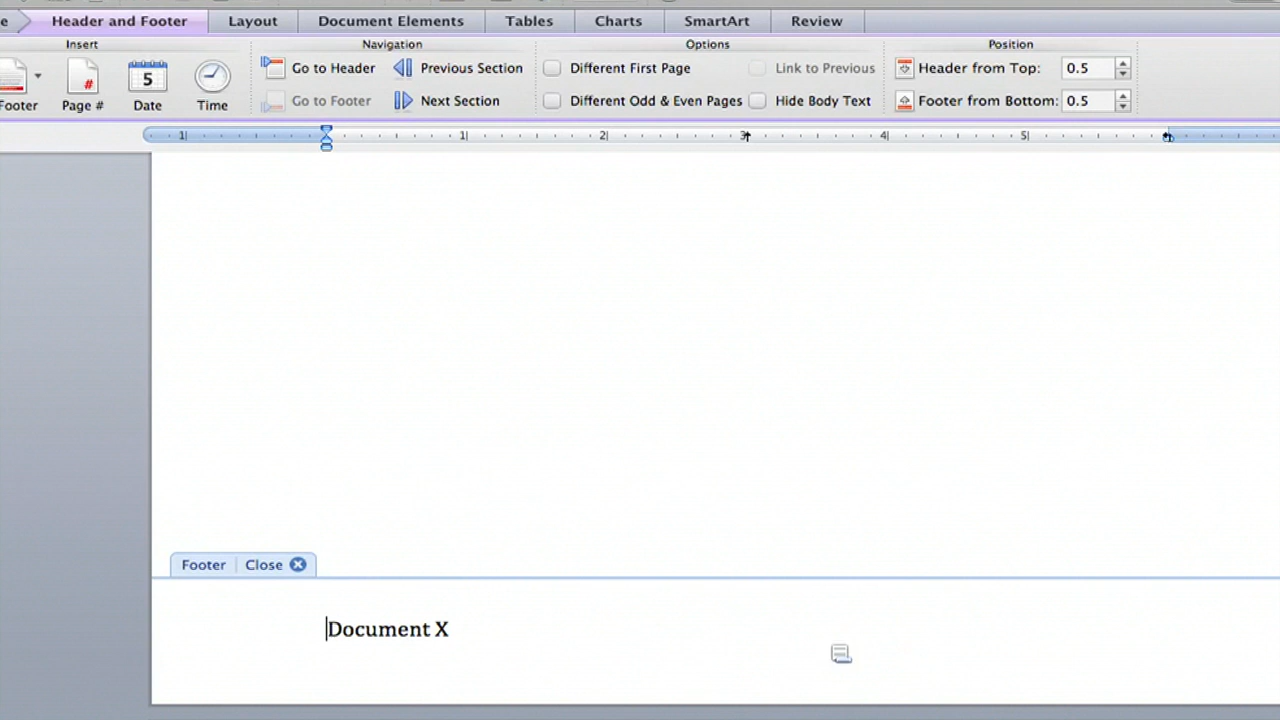 e Header and Footer Layout Document Elements Tables Charts SmartArt Review
Insert Navigation Options Position
Go to Header Previous Section Different First Page Link to Previous Header from Top: 0.5
5 #
Footer Page # Date Time Go to Footer Next Section Different Odd & Even Pages Hide Body Text Footer from Bottom: 0.5
1 1 2 3 4 5
Footer Close
Document X